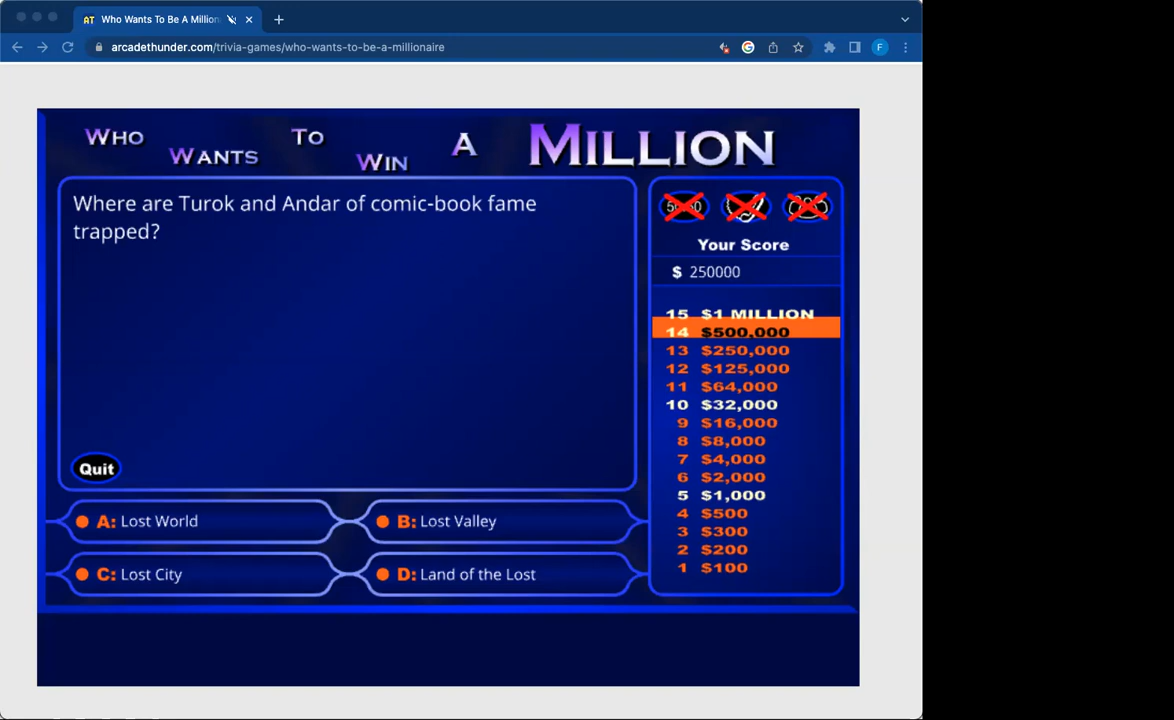 AT Who Wants To Be A Million
arcadethunder.com/trivia-games/who-wants-to-be-a-millionaire
F
WHO WANTS TO WIN A MILLION
Where are Turok and Andar of comic-book fame
trapped?
Quit
A: Lost World
B: Lost Valley
C: Lost City
D: Land of the Lost
50:50
Your Score
$ 250000
15 $1 MILLION
14 $500,000
13 $250,000
12 $125,000
11 $64,000
10 $32,000
9 $16,000
8 $8,000
7 $4,000
6 $2,000
5 $1,000
4 $500
3 $300
2 $200
1 $100